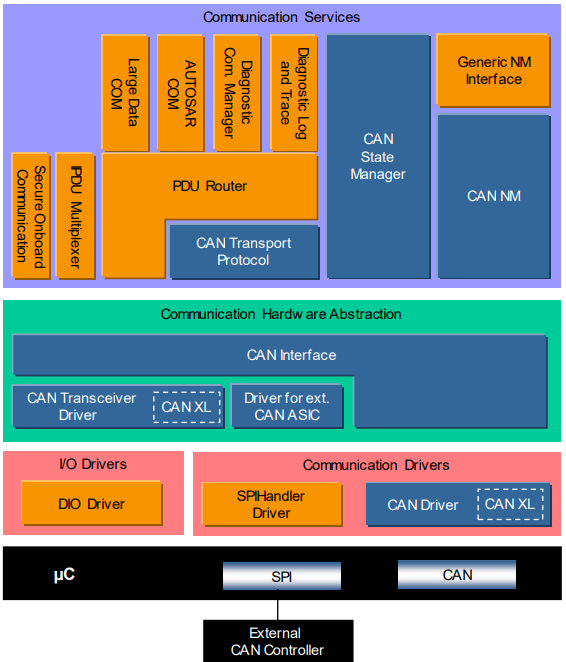 Communication Services
Large Data
COM
AUTOSAR
COM
Diagnostic
Com. Manager
Diagnostic Log
and Trace
CAN
State
Manager
Generic NM
Interface
Secure Onboard
Communication
IPDU Multiplexer
PDU Router
CAN Transport
Protocol
CAN NM
Communication Hardware Abstraction
CAN Interface
CAN Transceiver
Driver
CAN XL
Driver for ext.
CAN ASIC
I/O Drivers
DIO Driver
Communication Drivers
SPIHandler
Driver
CAN Driver
CAN XL
µC
SPI
CAN
External
CAN Controller